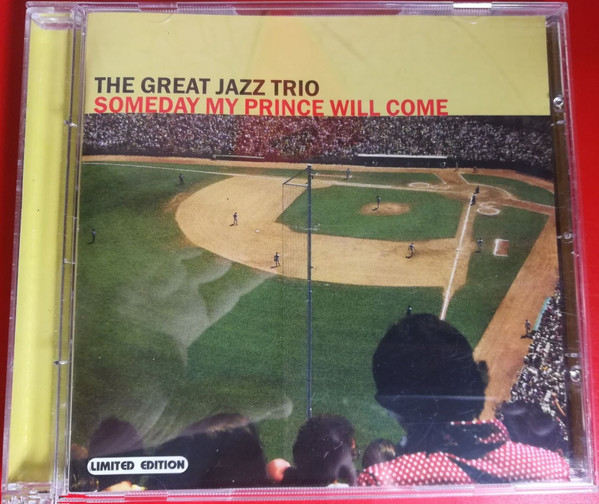 THE GREAT JAZZ TRIO
SOMEDAY MY PRINCE WILL COME
LIMITED EDITION